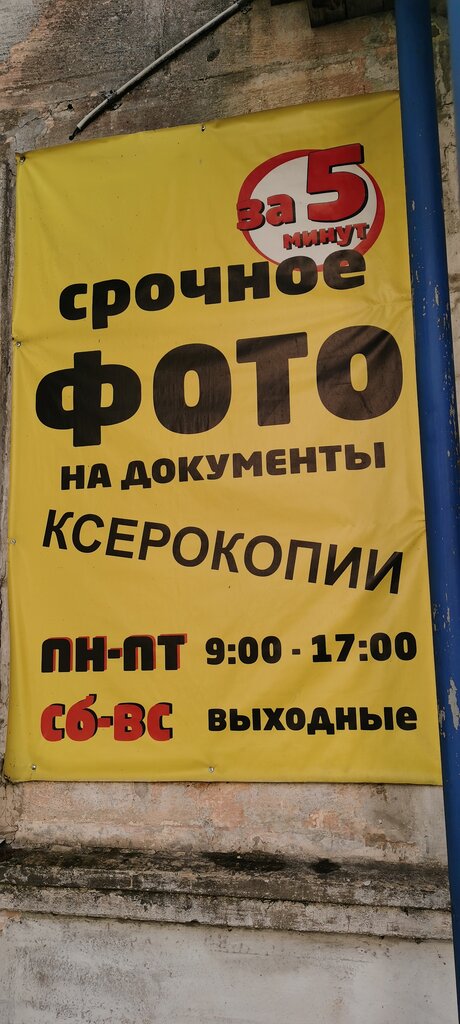 за 5
минут
срочное
фото
на документы
КСЕРОКОПИИ
пн-пт 9:00 - 17:00
сб-вс выходные